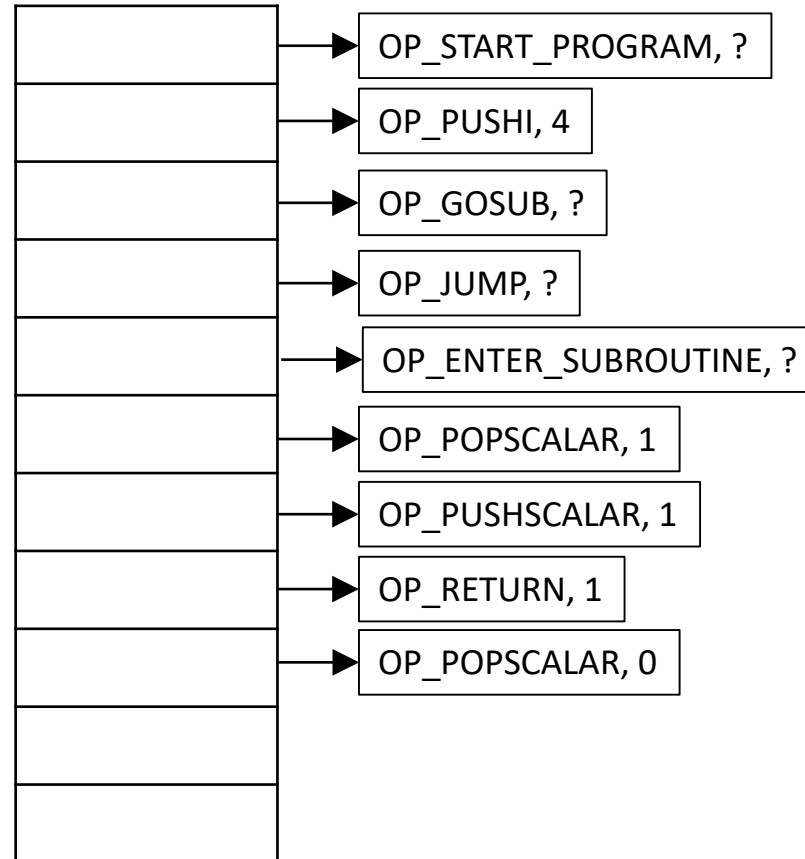 OP_START_PROGRAM, ?
OP_PUSHI, 4
OP_GOSUB, ?
OP_JUMP, ?
OP_ENTER_SUBROUTINE, ?
OP_POPSCALAR, 1
OP_PUSHSCALAR, 1
OP_RETURN, 1
OP_POPSCALAR, 0